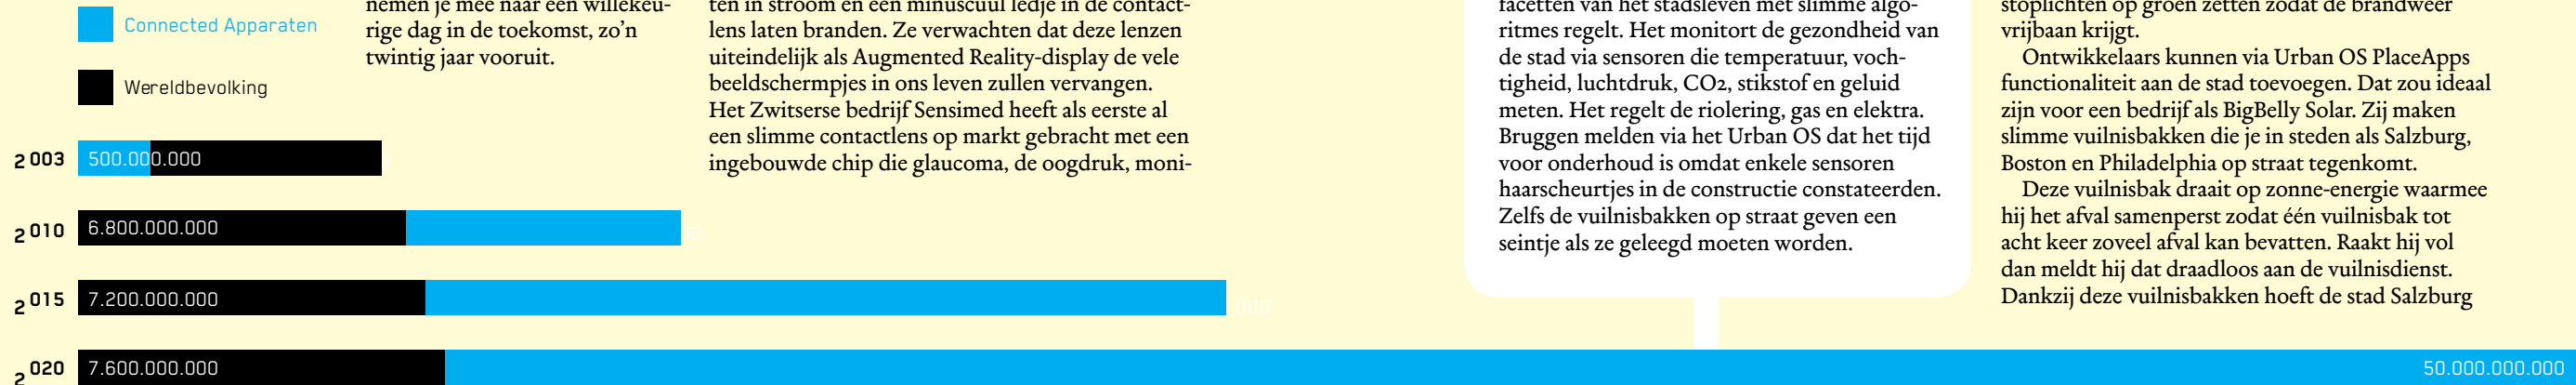 Connected Apparaten
Wereldbevolking
nemen je mee naar een willekeu-
rige dag in de toekomst, zo’n
twintig jaar vooruit.
ten in stroom en een minuscuul ledje in de contact-
lens laten branden. Ze verwachten dat deze lenzen
uiteindelijk als Augmented Reality-display de vele
beeldschermpjes in ons leven zullen vervangen.
Het Zwitserse bedrijf Sensimed heeft als eerste al
een slimme contactlens op markt gebracht met een
ingebouwde chip die glaucoma, de oogdruk, moni-
facetten van het stadsleven met slimme algo-
ritmes regelt. Het monitort de gezondheid van
de stad via sensoren die temperatuur, voch-
tigheid, luchtdruk, CO2, stikstof en geluid
meten. Het regelt de riolering, gas en elektra.
Bruggen melden via het Urban OS dat het tijd
voor onderhoud is omdat enkele sensoren
haarscheurtjes in de constructie constateerden.
Zelfs de vuilnisbakken op straat geven een
seintje als ze geleegd moeten worden.
stoplichten op groen zetten zodat de brandweer
vrijbaan krijgt.
Ontwikkelaars kunnen via Urban OS PlaceApps
functionaliteit aan de stad toevoegen. Dat zou ideaal
zijn voor een bedrijf als BigBelly Solar. Zij maken
slimme vuilnisbakken die je in steden als Salzburg,
Boston en Philadelphia op straat tegenkomt.
Deze vuilnisbak draait op zonne-energie waarmee
hij het afval samenperst zodat één vuilnisbak tot
acht keer zoveel afval kan bevatten. Raakt hij vol
dan meldt hij dat draadloos aan de vuilnisdienst.
Dankzij deze vuilnisbakken hoeft de stad Salzburg
2003 500.000.000
2010 6.800.000.000
2015 7.200.000.000
2020 7.600.000.000 50.000.000.000